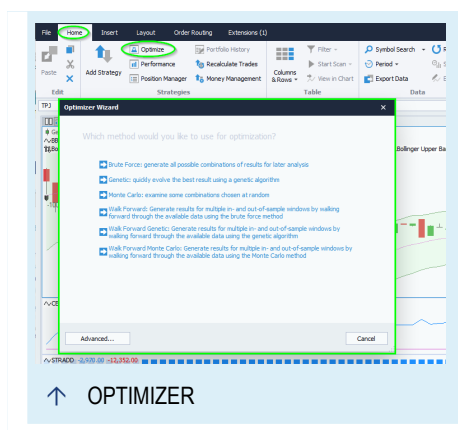 File Home Insert Layout Order Routing Extensions (1)
Optimize Portfolio History Filter Symbol Search
Performance Recalculate Trades Start Scan Period
Paste Add Strategy Columns & Rows
Position Manager Money Management View in Chart Export Data
Edit Strategies Table Data
TPJ Optimizer Wizard
Which method would you like to use for optimization?
Bollinger Upper Ba
Brute Force: generate all possible combinations of results for later analysis
Genetic: quickly evolve the best result using a genetic algorithm
Monte Carlo: examine some combinations chosen at random
Walk Forward: Generate results for multiple in- and out-of-sample windows by walking
forward through the available data using the brute force method
Walk Forward Genetic: Generate results for multiple in- and out-of-sample windows by
walking forward through the available data using the genetic algorithm
Walk Forward Monte Carlo: Generate results for multiple in- and out-of-sample windows by
walking forward through the available data using the Monte Carlo method
Advanced... Cancel
STRADD: -2,970.00 -12,352.00
OPTIMIZER